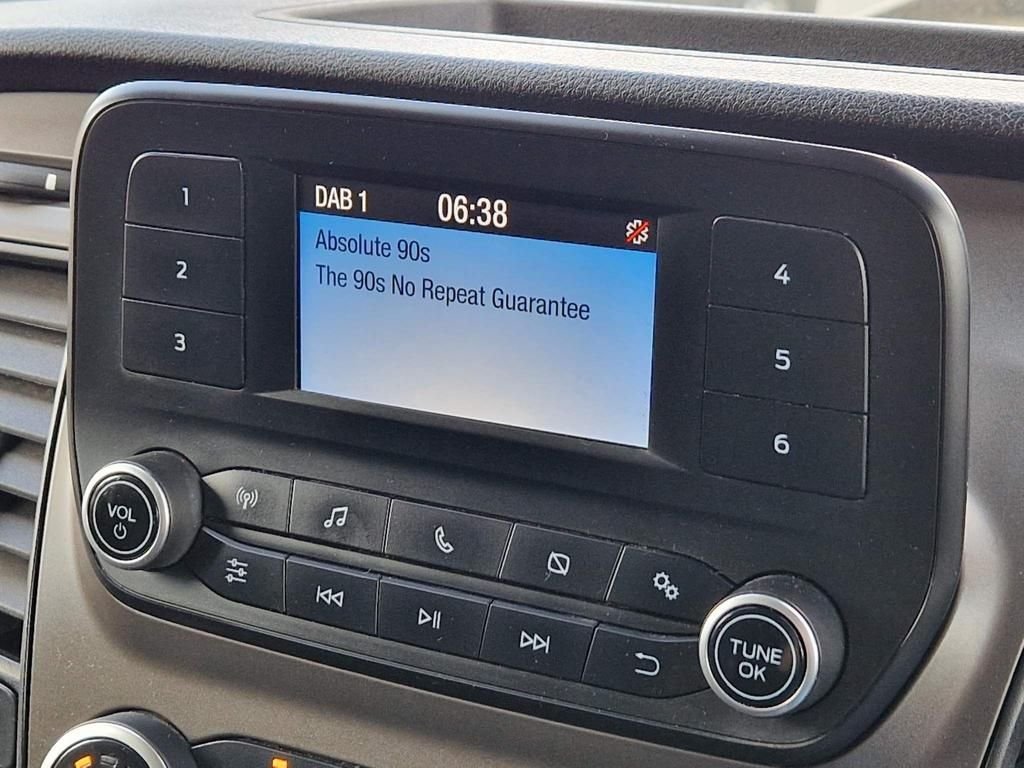 DAB 1 06:38
Absolute 90s
The 90s No Repeat Guarantee
1
2
3
4
5
6
VOL
TUNE
OK